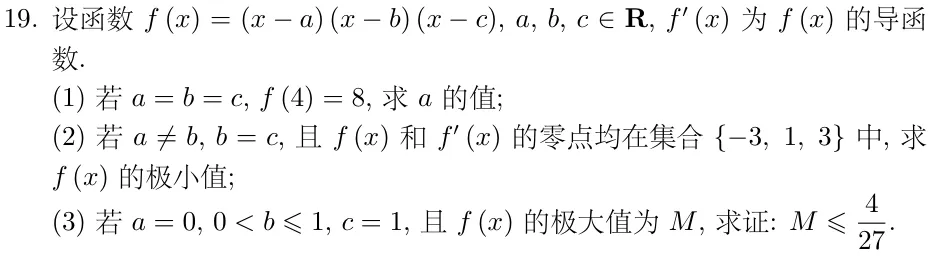 19. 设函数 f (x) = (x − a) (x − b) (x − c), a, b, c ∈ R, f′ (x) 为 f (x) 的导函
数.
(1) 若 a = b = c, f (4) = 8, 求 a 的值;
(2) 若 a ≠ b, b = c, 且 f (x) 和 f′ (x) 的零点均在集合 {−3, 1, 3} 中, 求
f (x) 的极小值;
(3) 若 a = 0, 0 < b ⩽ 1, c = 1, 且 f (x) 的极大值为 M, 求证: M ⩽ 4/27.